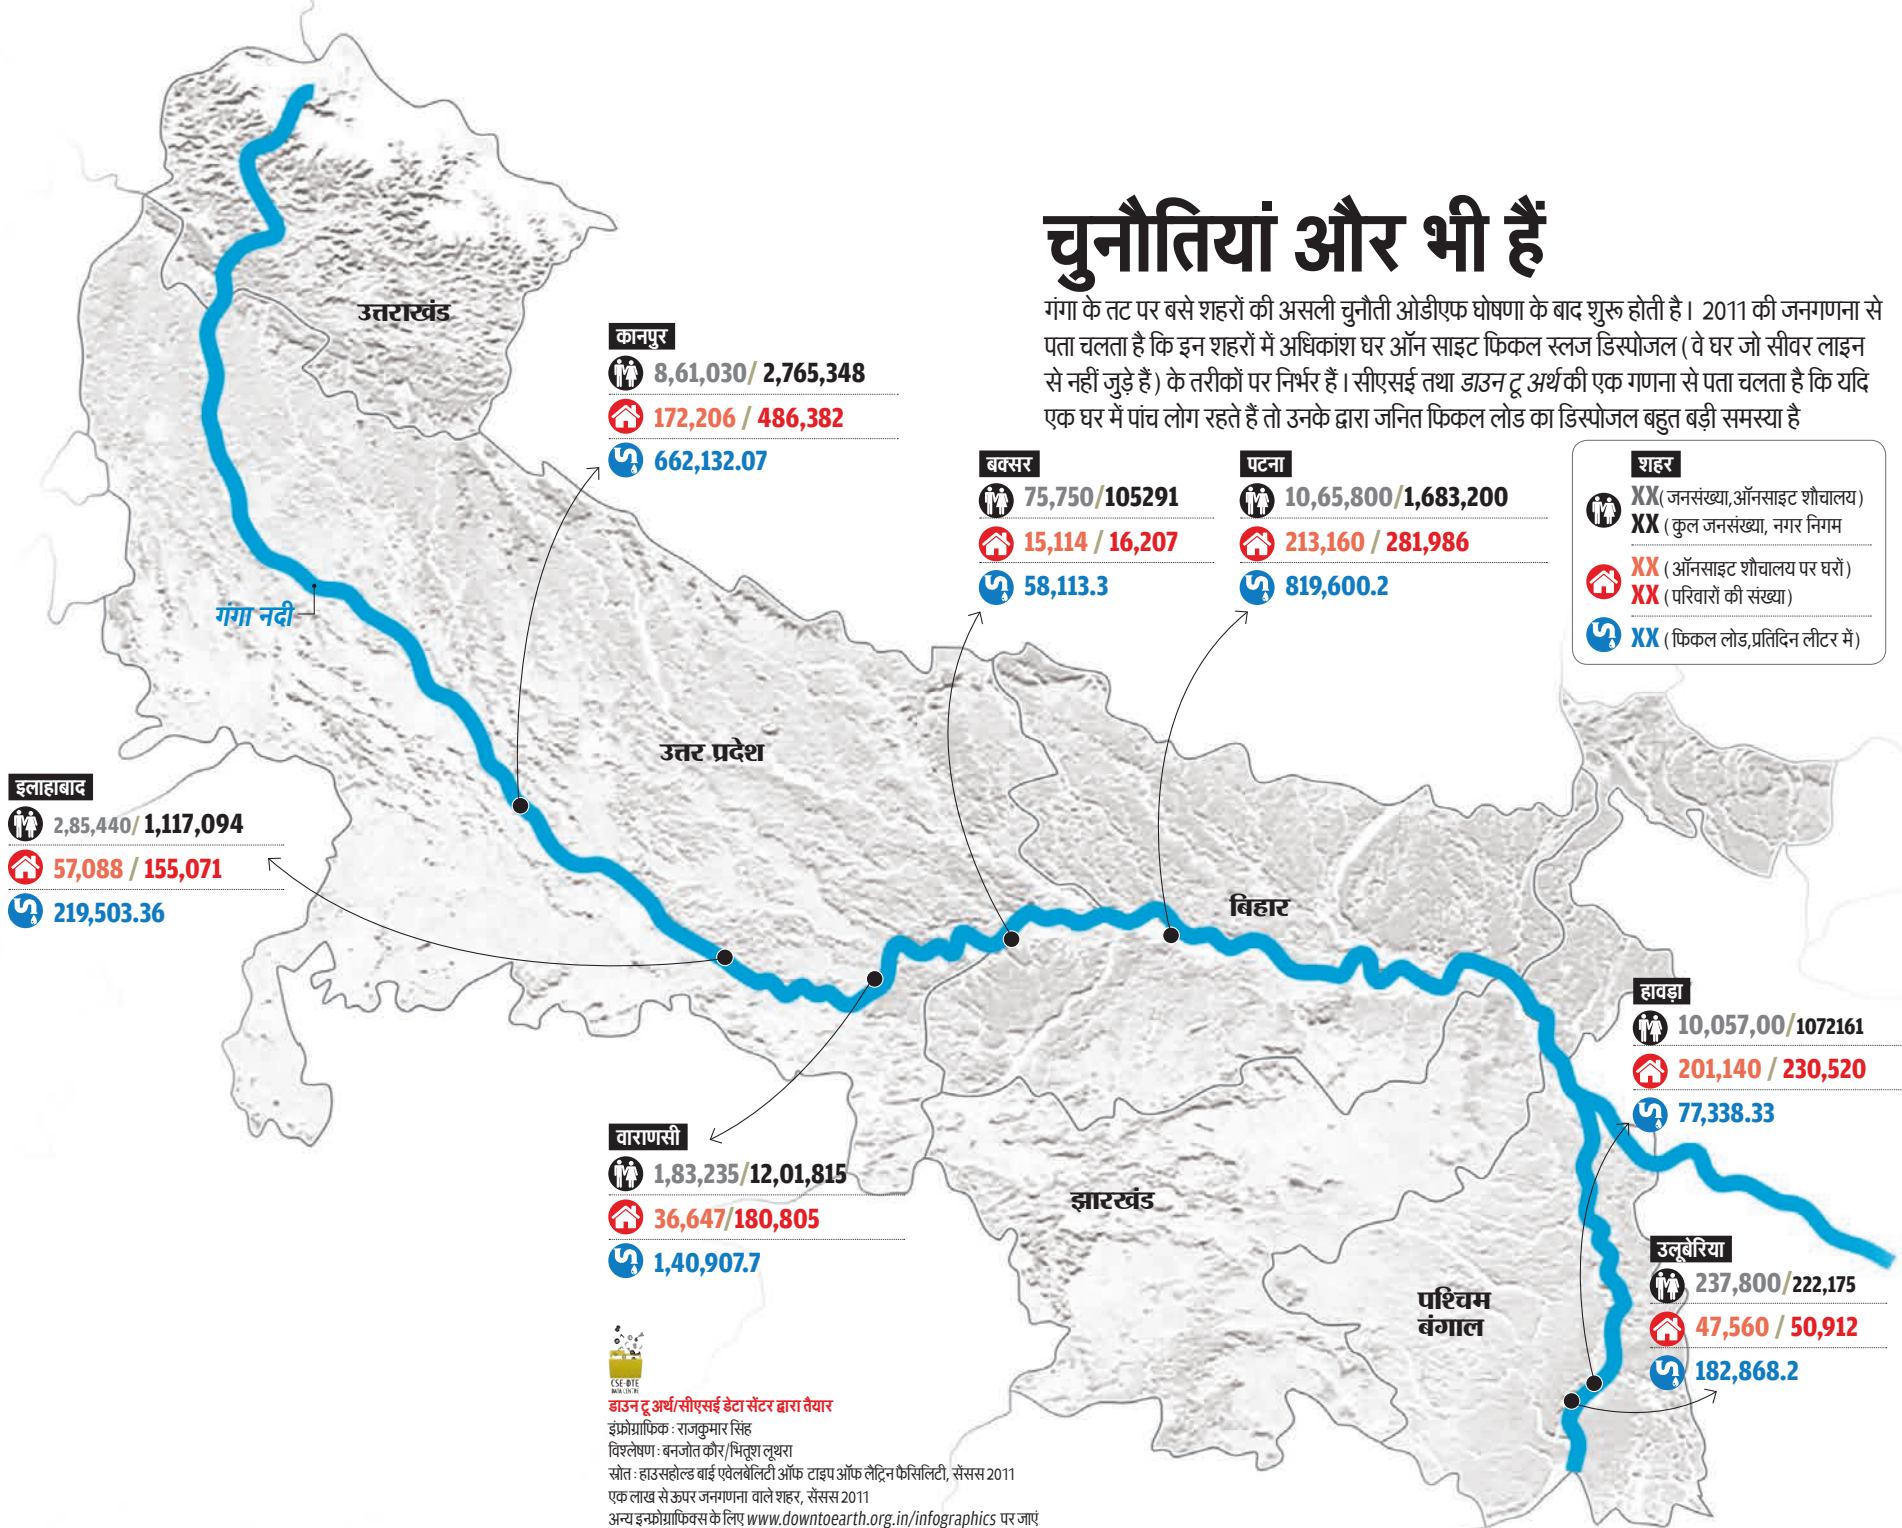 चुनौतियां और भी हैं
गंगा के तट पर बसे शहरों की असली चुनौती ओडीएफ घोषणा के बाद शुरू होती है। 2011 की जनगणना से
पता चलता है कि इन शहरों में अधिकांश घर ऑन साइट फिकल स्लज डिस्पोजल ( वे घर जो सीवर लाइन
से नहीं जुड़े हैं ) के तरीकों पर निर्भर हैं। सीएसई तथा डाउन टू अर्थ की एक गणना से पता चलता है कि यदि
एक घर में पांच लोग रहते हैं तो उनके द्वारा जनित फिकल लोड का डिस्पोजल बहुत बड़ी समस्या है
शहर
XX( जनसंख्या,ऑनसाइट शौचालय)
XX ( कुल जनसंख्या, नगर निगम
XX ( ऑनसाइट शौचालय पर घरों)
XX ( परिवारों की संख्या)
XX ( फिकल लोड,प्रतिदिन लीटर में)
उत्तराखंड
कानपुर
8,61,030/ 2,765,348
172,206 / 486,382
662,132.07
बक्सर
75,750/105291
15,114 / 16,207
58,113.3
पटना
10,65,800/1,683,200
213,160 / 281,986
819,600.2
गंगा नदी
उत्तर प्रदेश
इलाहाबाद
2,85,440/ 1,117,094
57,088 / 155,071
219,503.36
बिहार
हावड़ा
10,057,00/1072161
201,140 / 230,520
77,338.33
वाराणसी
1,83,235/12,01,815
36,647/180,805
1,40,907.7
झारखंड
पश्चिम
बंगाल
उलूबेरिया
237,800/222,175
47,560 / 50,912
182,868.2
CSE-DTE
DATA CENTRE
डाउन टू अर्थ/सीएसई डेटा सेंटर द्वारा तैयार
इंफ्रोग्राफिक : राजकुमार सिंह
विश्लेषण : बनजोत कौर/भितूश लूथरा
स्रोत : हाउसहोल्ड बाई एवेलबेलिटी ऑफ टाइप ऑफ लैट्रिन फैसिलिटी, सेंसस 2011
एक लाख से ऊपर जनगणना वाले शहर, सेंसस 2011
अन्य इन्फ्रोग्राफिक्स के लिए www.downtoearth.org.in/infographics पर जाएं